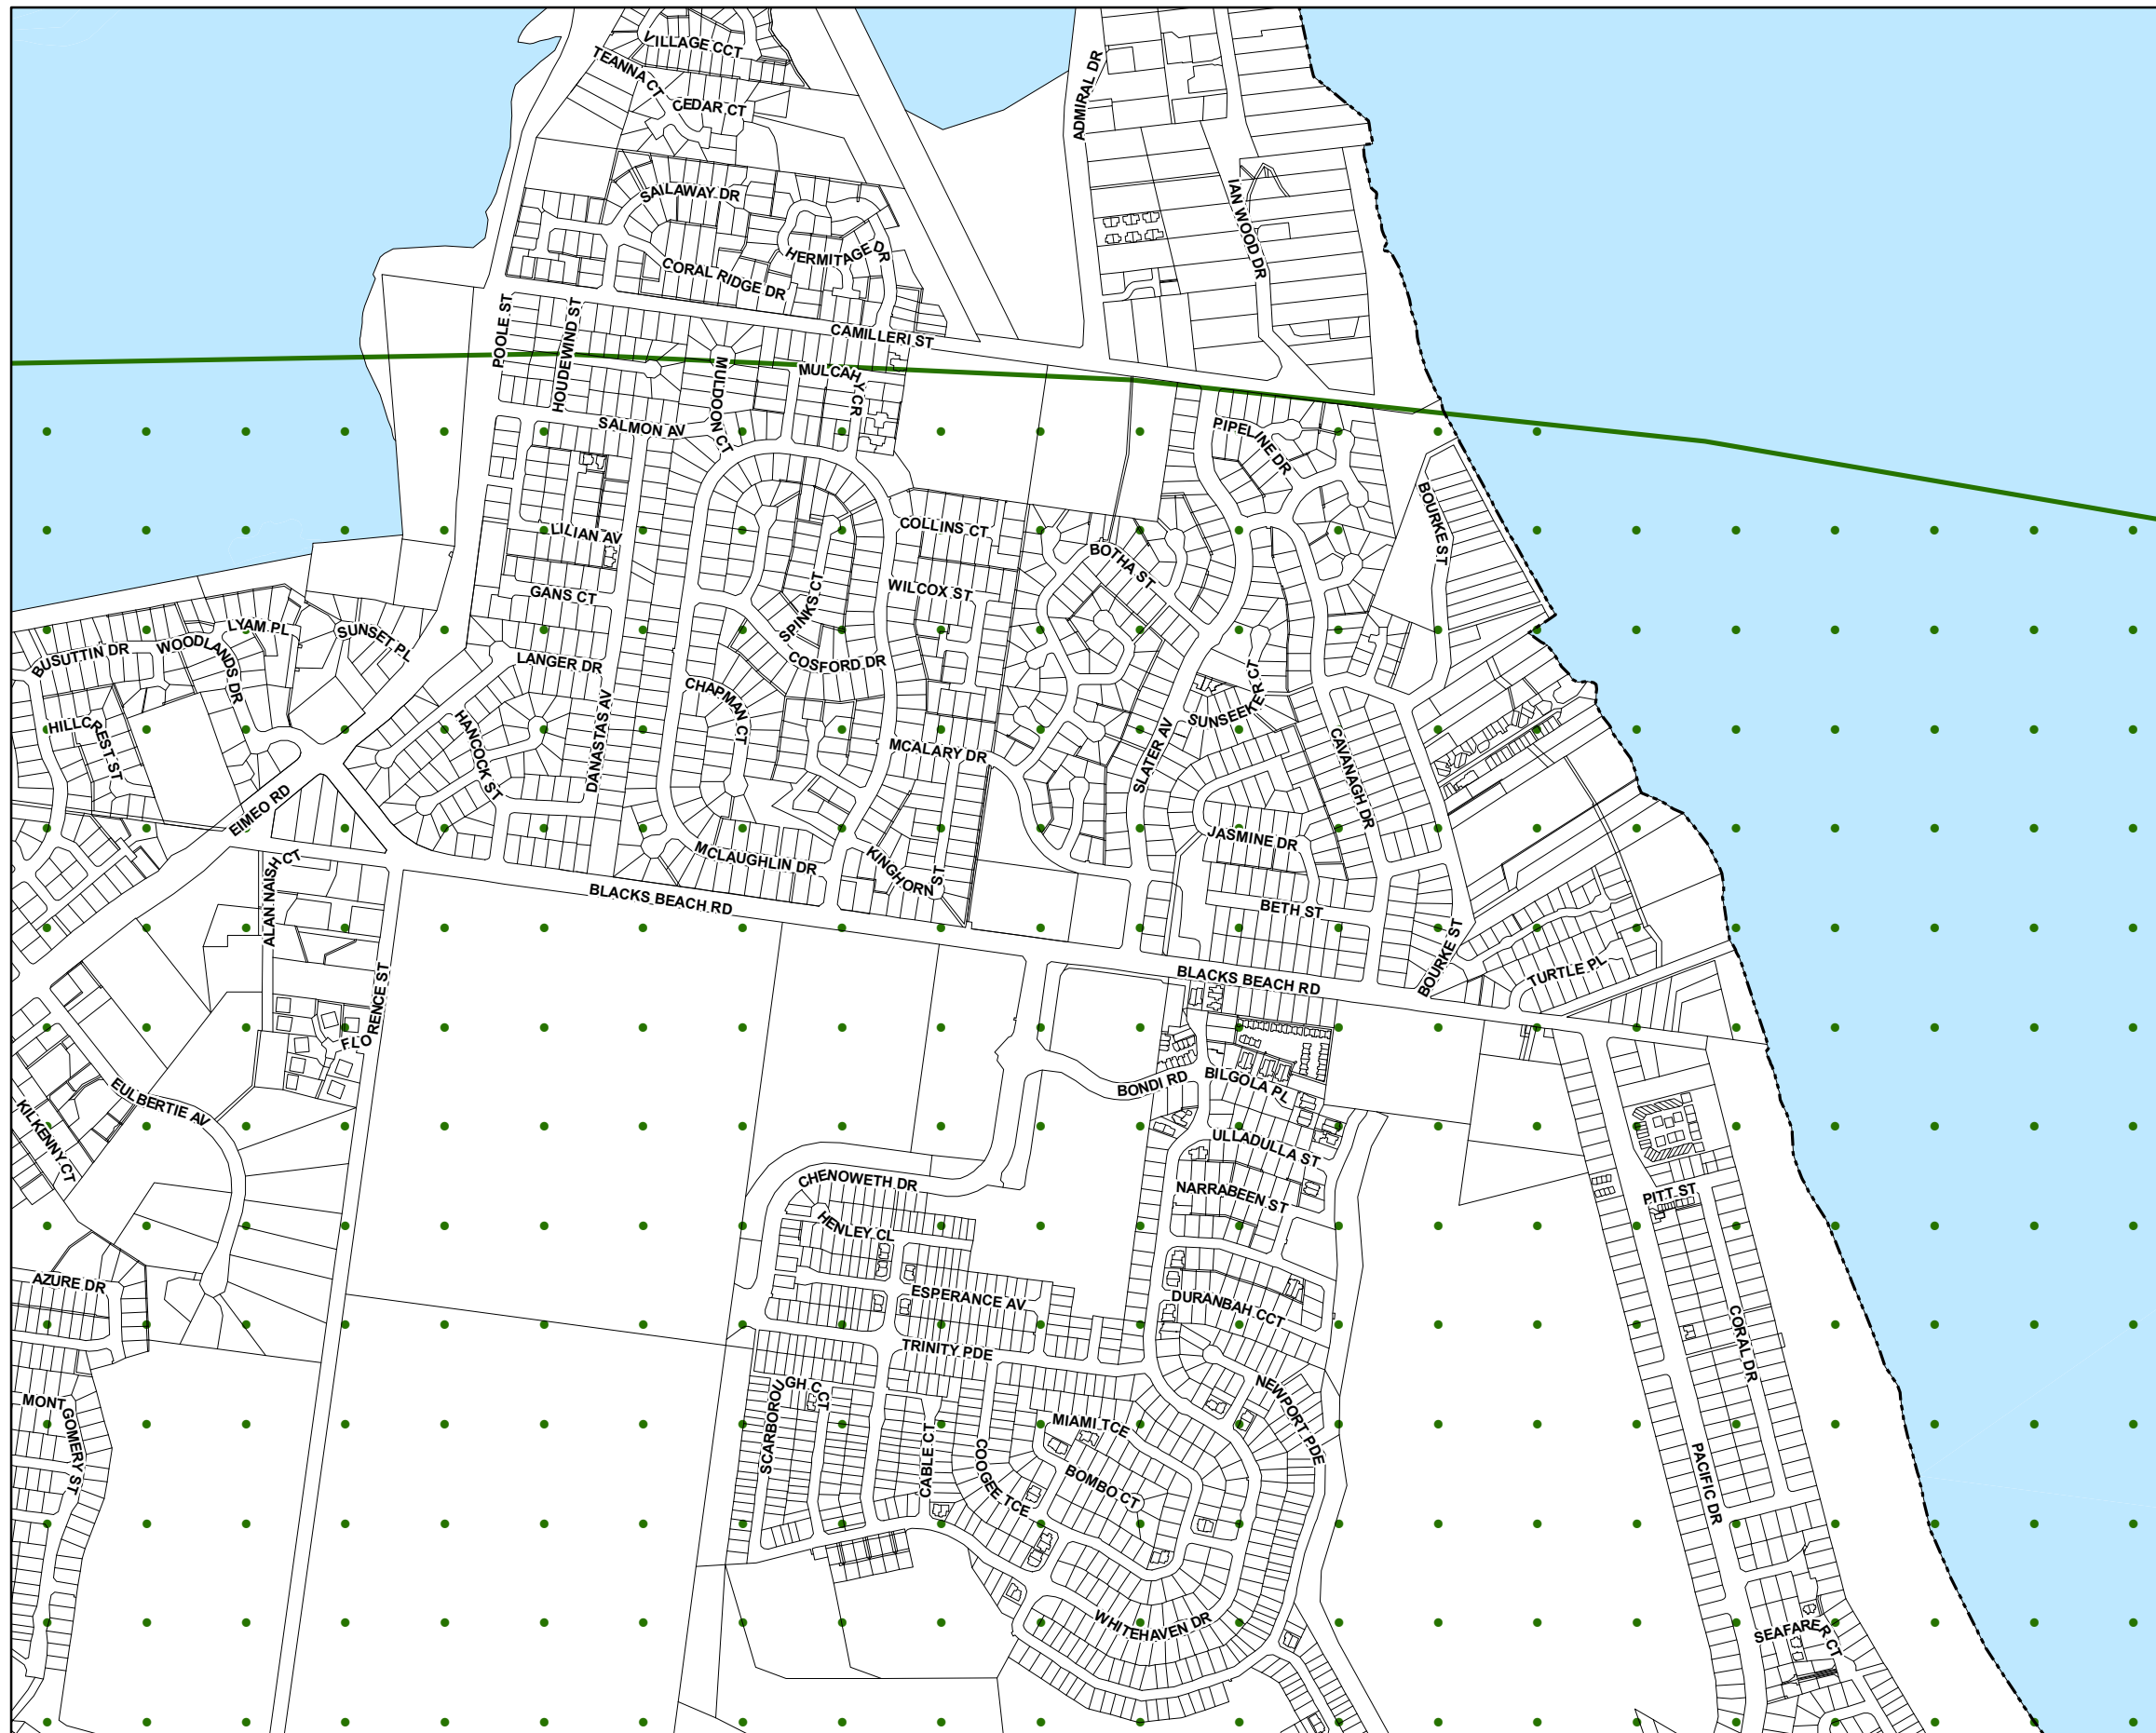 VILLAGE CCT
TEANNA CT
CEDAR CT
ADMIRAL DR
SAILAWAY DR
IAN WOOD DR
HERMITAGE DR
CORAL RIDGE DR
POOLE ST
HOUDEWIND ST
CAMILLERI ST
MULDOON CT
MULCAHY CR
SALMON AV
PIPELINE DR
BOURKE ST
COLLINS CT
LILIAN AV
BOTHA ST
GANS CT
SPINKS CT
WILCOX ST
LYAM PL
SUNSET PL
BUSUTTIN DR
WOODLANDS DR
LANGER DR
COSFORD DR
CHAPMAN CT
SUNSEEKER CT
HILLCREST ST
HANCOCK ST
DANASTAS AV
MCALARY DR
SLATER AV
CAVANAGH DR
EIMEO RD
JASMINE DR
ALAN NAISH CT
MCLAUGHLIN DR
KINGHORN ST
BLACKS BEACH RD
BETH ST
BOURKE ST
TURTLE PL
BLACKS BEACH RD
FLORENCE ST
BONDI RD
BILGOLA PL
EULBERTIE AV
KILKENNY CT
ULLADULLA ST
CHENOWETH DR
NARRABEEN ST
PITT ST
HENLEY CL
AZURE DR
ESPERANCE AV
DURANBAH CCT
TRINITY PDE
CORAL DR
SCARBOROUGH CCT
NEWPORT PDE
MONTGOMERY ST
MIAMI TCE
CABLE CT
COOGEE TCE
BOMBO CT
PACIFIC DR
WHITEHAVEN DR
SEAFARER CT